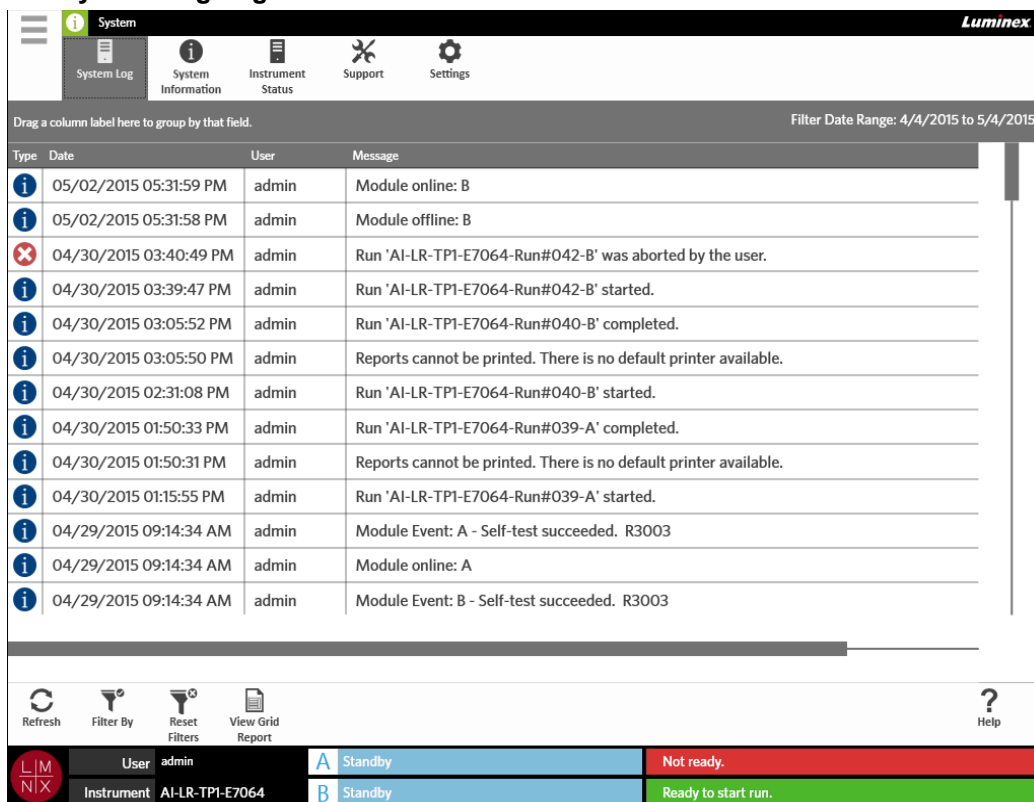 System
Luminex
System Log
System Information
Instrument Status
Support
Settings
Drag a column label here to group by that field.
Filter Date Range: 4/4/2015 to 5/4/2015
Type Date User Message
05/02/2015 05:31:59 PM admin Module online: B
05/02/2015 05:31:58 PM admin Module offline: B
04/30/2015 03:40:49 PM admin Run 'AI-LR-TP1-E7064-Run#042-B' was aborted by the user.
04/30/2015 03:39:47 PM admin Run 'AI-LR-TP1-E7064-Run#042-B' started.
04/30/2015 03:05:52 PM admin Run 'AI-LR-TP1-E7064-Run#040-B' completed.
04/30/2015 03:05:50 PM admin Reports cannot be printed. There is no default printer available.
04/30/2015 02:31:08 PM admin Run 'AI-LR-TP1-E7064-Run#040-B' started.
04/30/2015 01:50:33 PM admin Run 'AI-LR-TP1-E7064-Run#039-A' completed.
04/30/2015 01:50:31 PM admin Reports cannot be printed. There is no default printer available.
04/30/2015 01:15:55 PM admin Run 'AI-LR-TP1-E7064-Run#039-A' started.
04/29/2015 09:14:34 AM admin Module Event: A - Self-test succeeded. R3003
04/29/2015 09:14:34 AM admin Module online: A
04/29/2015 09:14:34 AM admin Module Event: B - Self-test succeeded. R3003
Refresh
Filter By
Reset Filters
View Grid Report
? Help
LM NX
User admin A Standby Not ready.
Instrument AI-LR-TP1-E7064 B Standby Ready to start run.